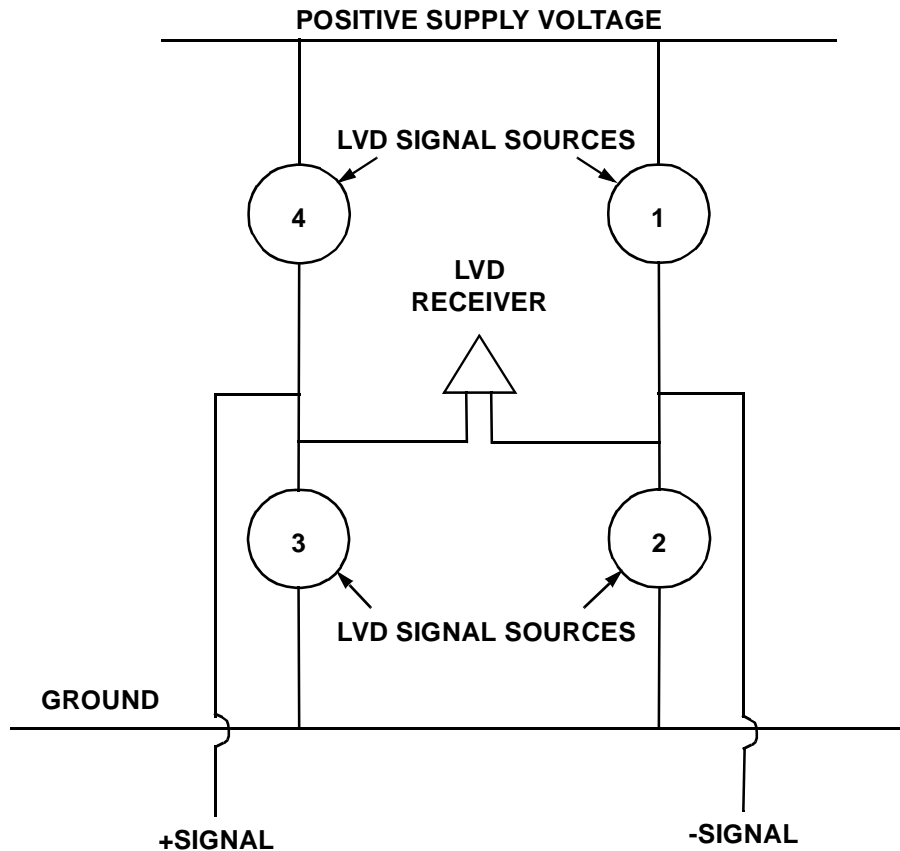 POSITIVE SUPPLY VOLTAGE
LVD SIGNAL SOURCES
4
1
LVD
RECEIVER
3
2
LVD SIGNAL SOURCES
GROUND
+SIGNAL
-SIGNAL